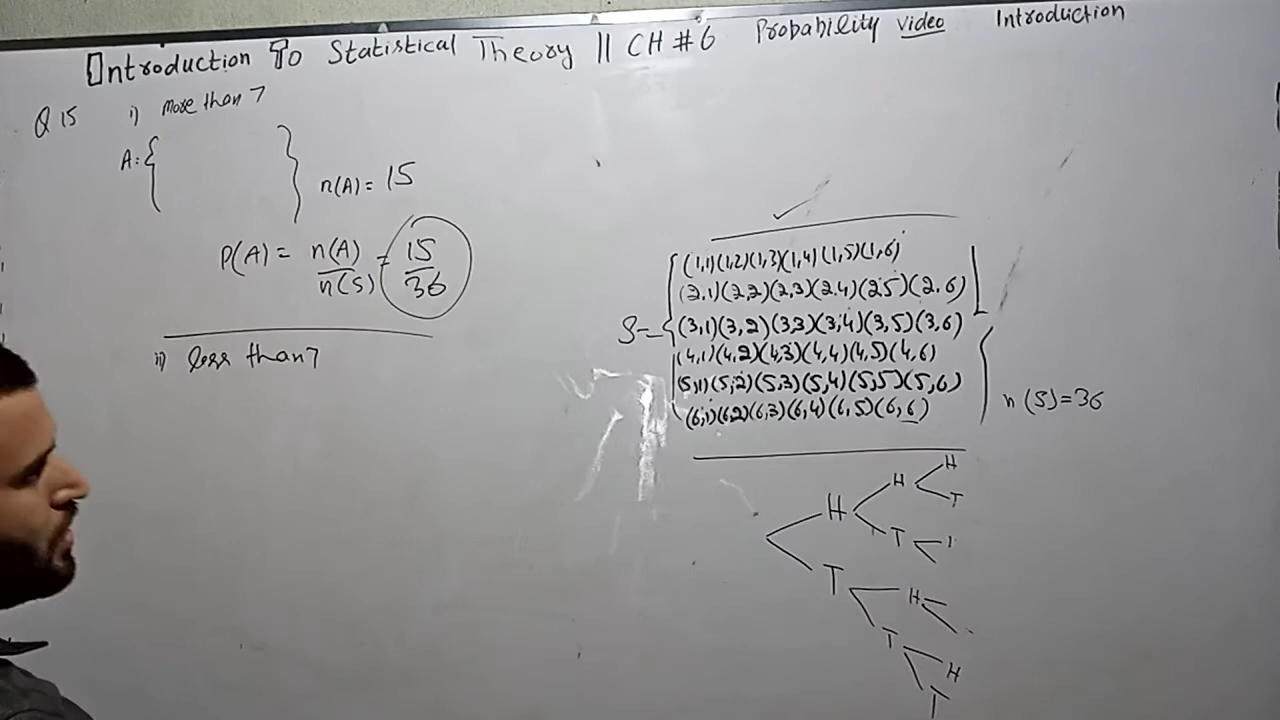 Introduction To Statistical Theory || CH # 6 Probability video Introduction
Q 15 i) More than 7
A: { } n(A) = 15
P(A) = n(A)/n(S) = 15/36
ii) less than 7
S = {(1,1)(1,2)(1,3)(1,4)(1,5)(1,6)
(2,1)(2,2)(2,3)(2,4)(2,5)(2,6)
(3,1)(3,2)(3,3)(3,4)(3,5)(3,6)
(4,1)(4,2)(4,3)(4,4)(4,5)(4,6)
(5,1)(5,2)(5,3)(5,4)(5,5)(5,6)
(6,1)(6,2)(6,3)(6,4)(6,5)(6,6)} n(S)=36
H
H
T
H
T
T
H
T
H
T